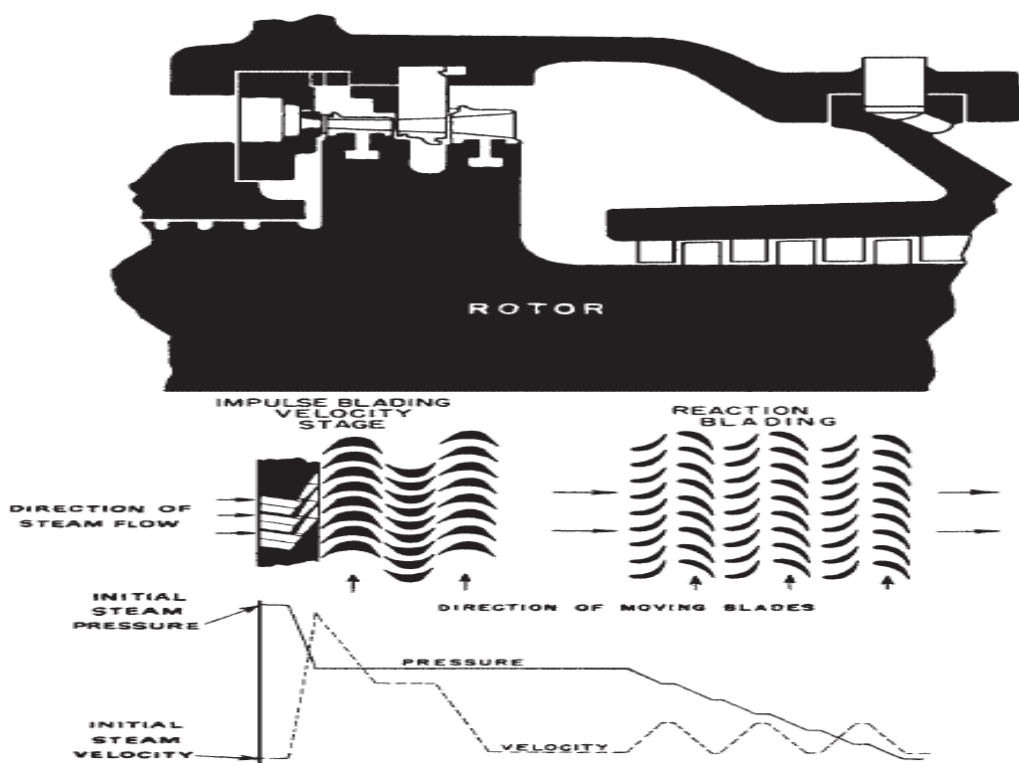 ROTOR
IMPULSE BLADING
VELOCITY
STAGE
REACTION
BLADING
DIRECTION OF
STEAM FLOW
DIRECTION OF MOVING BLADES
INITIAL
STEAM
PRESSURE
PRESSURE
INITIAL
STEAM
VELOCITY
VELOCITY